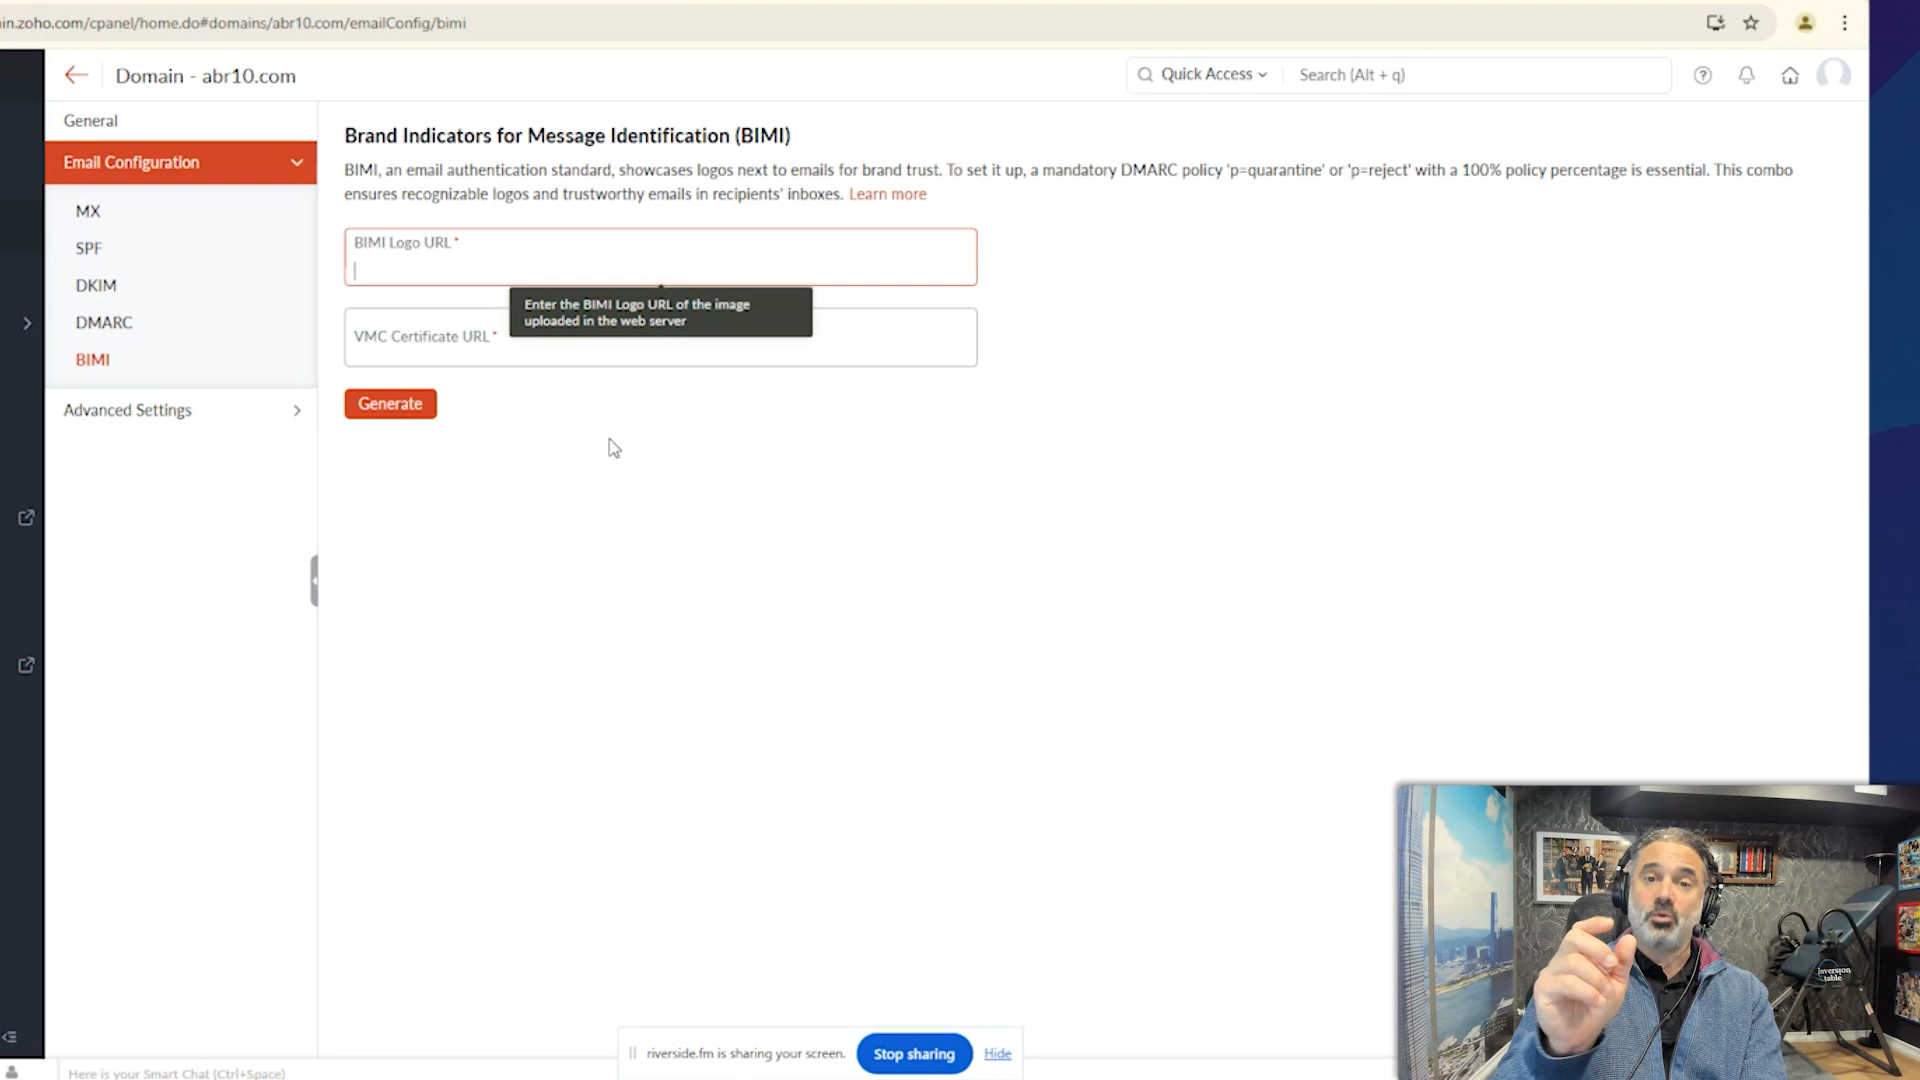 in.zoho.com/cpanel/home.do#domains/abr10.com/emailConfig/bimi
Domain - abr10.com
Quick Access
Search (Alt + q)
General
Email Configuration
MX
SPF
DKIM
DMARC
BIMI
Advanced Settings
Brand Indicators for Message Identification (BIMI)
BIMI, an email authentication standard, showcases logos next to emails for brand trust. To set it up, a mandatory DMARC policy 'p=quarantine' or 'p=reject' with a 100% policy percentage is essential. This combo
ensures recognizable logos and trustworthy emails in recipients' inboxes. Learn more
BIMI Logo URL *
Enter the BIMI Logo URL of the image
uploaded in the web server
VMC Certificate URL *
Generate
Inversion
table
riverside.fm is sharing your screen.
Stop sharing
Hide
Here is your Smart Chat (Ctrl+Space)